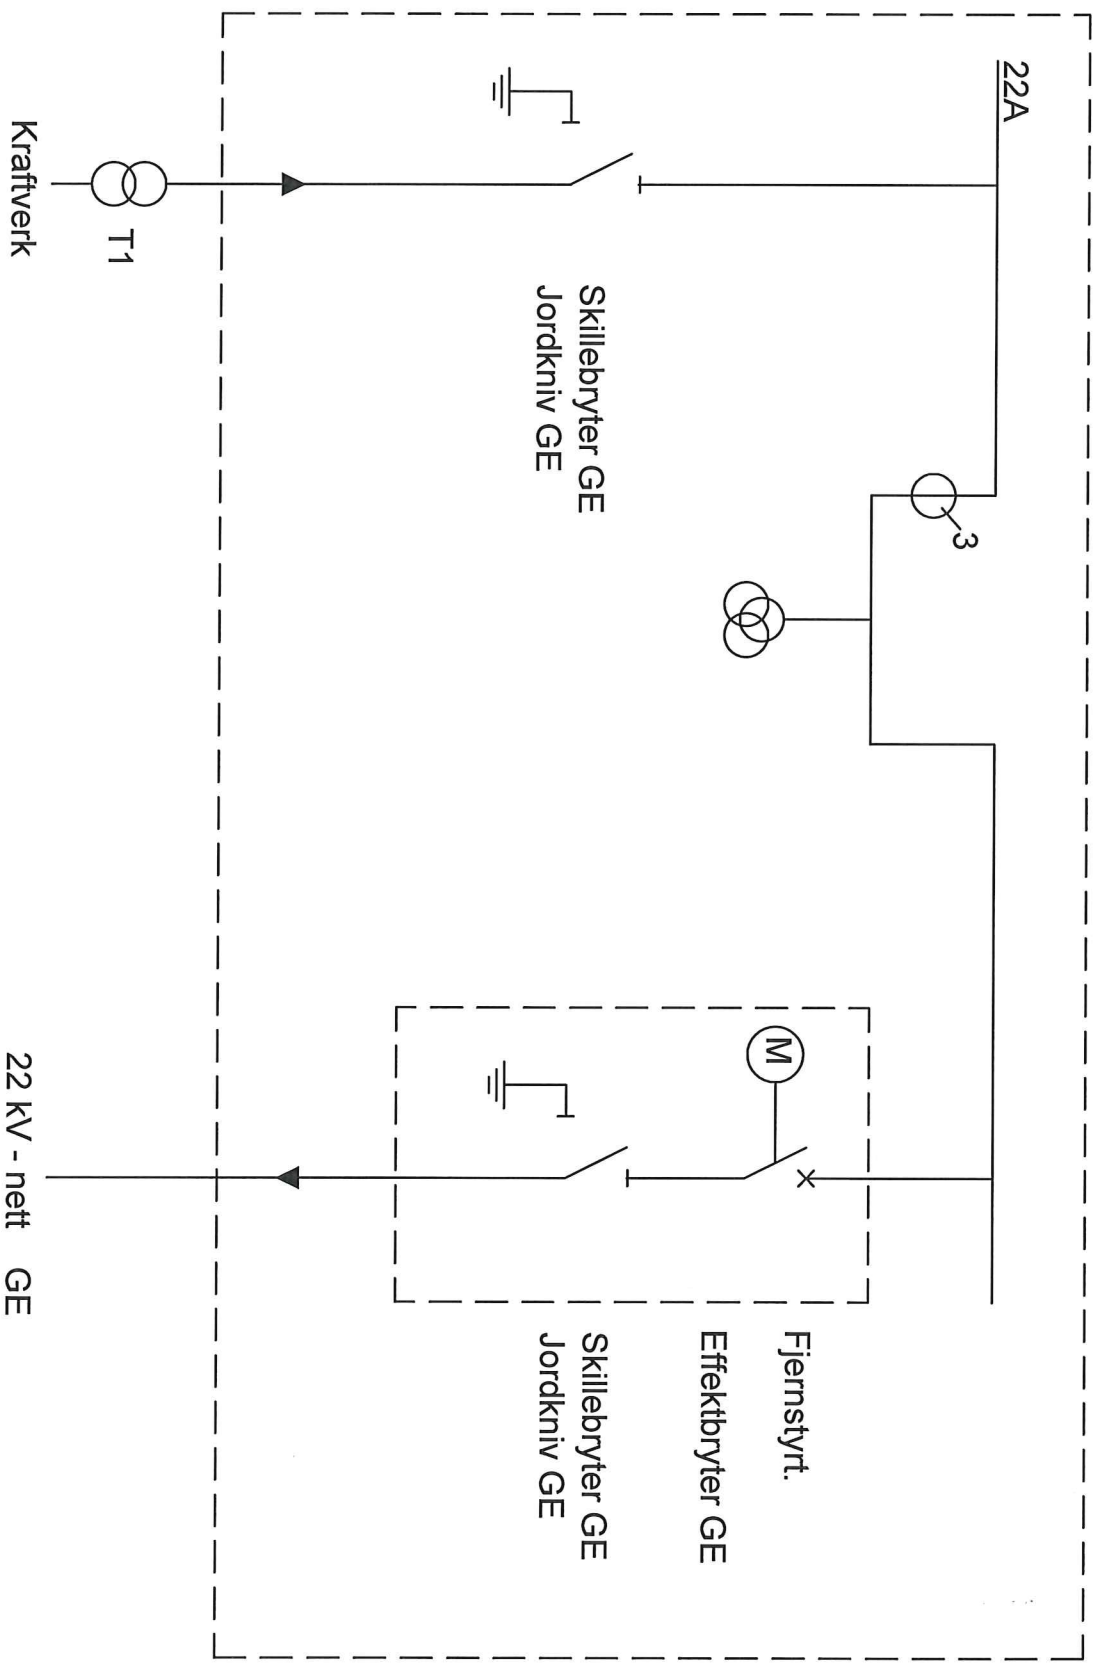 22A
3
Skillebryter GE
Jordkniv GE
T1
Kraftverk
M
Fjernstyrt.
Effektbryter GE
Skillebryter GE
Jordkniv GE
22 kV - nett GE